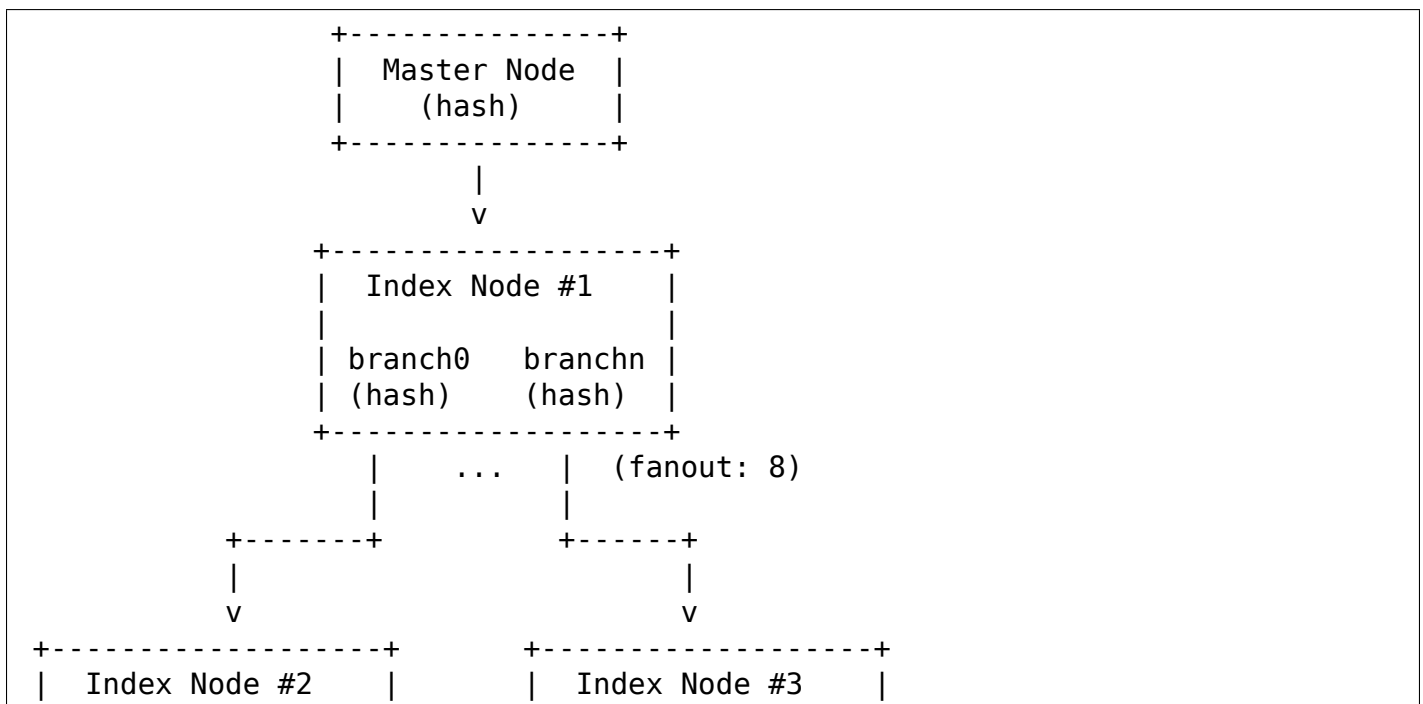 +---------------+
|  Master Node  |
|    (hash)     |
+---------------+
|
v
+-------------------+
|  Index Node #1    |
|                   |
| branch0   branchn |
| (hash)    (hash)  |
+-------------------+
|    ...   |  (fanout: 8)
|          |
+-------+          +------+
|                          |
v                          v
+-------------------+       +-------------------+
|  Index Node #2    |       |  Index Node #3    |